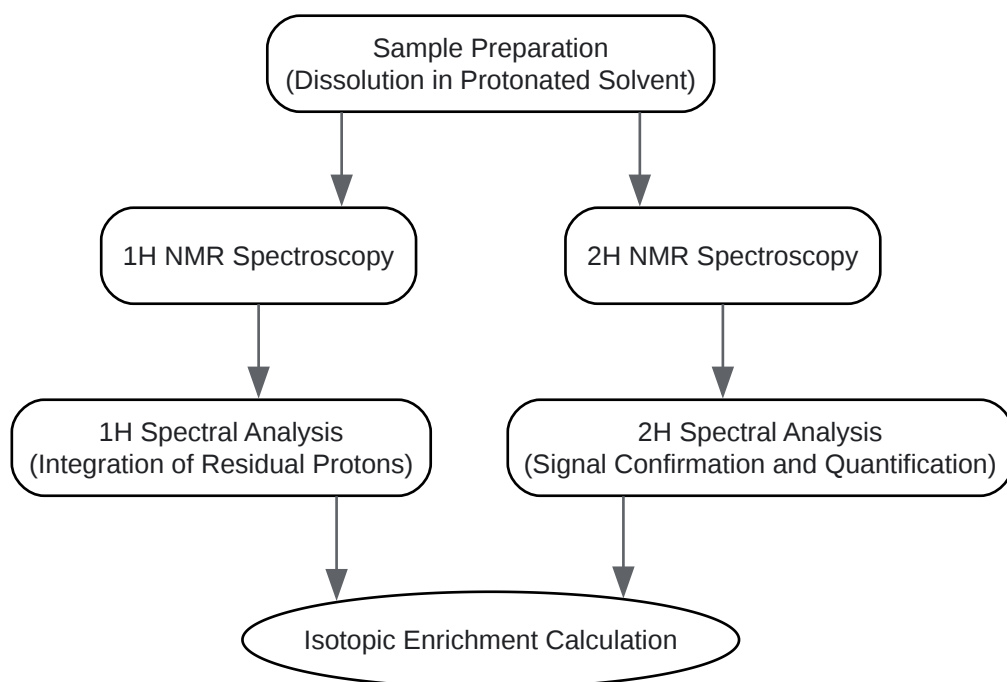 Sample Preparation
(Dissolution in Protonated Solvent)
1H NMR Spectroscopy
2H NMR Spectroscopy
1H Spectral Analysis
(Integration of Residual Protons)
2H Spectral Analysis
(Signal Confirmation and Quantification)
Isotopic Enrichment Calculation